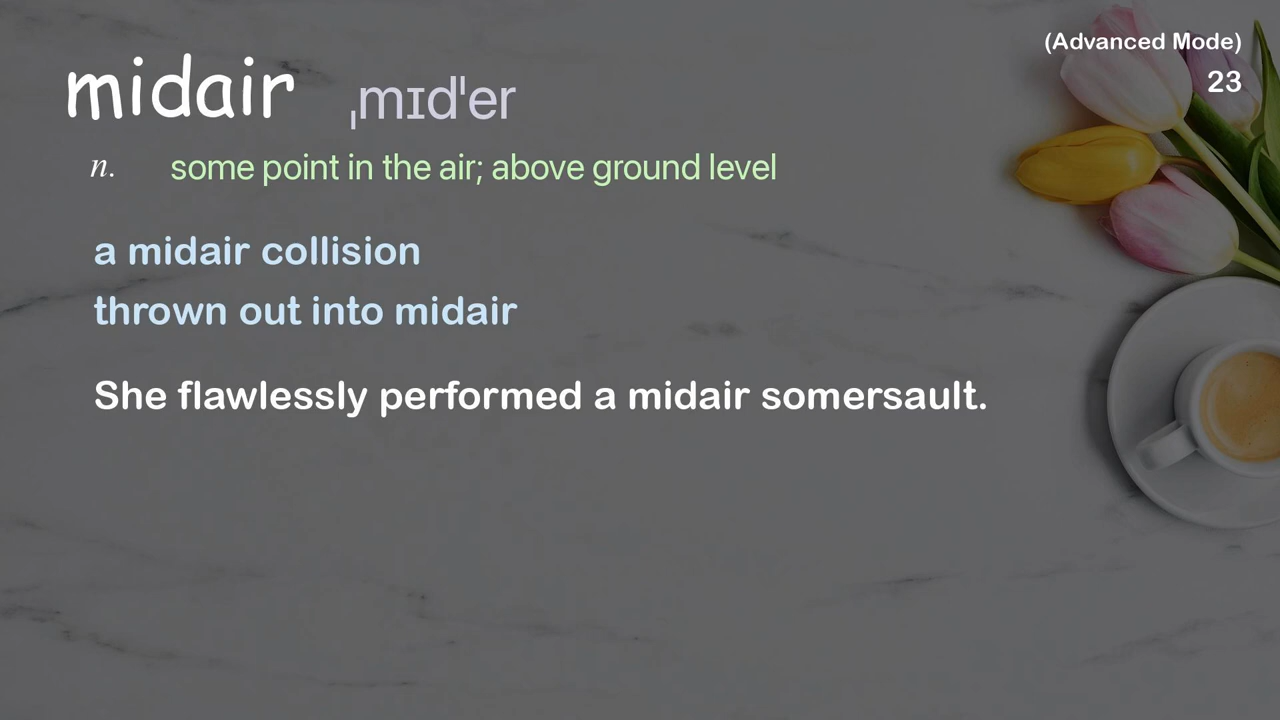 (Advanced Mode)
23
midair ˌmɪdˈer
n. some point in the air; above ground level
a midair collision
thrown out into midair
She flawlessly performed a midair somersault.